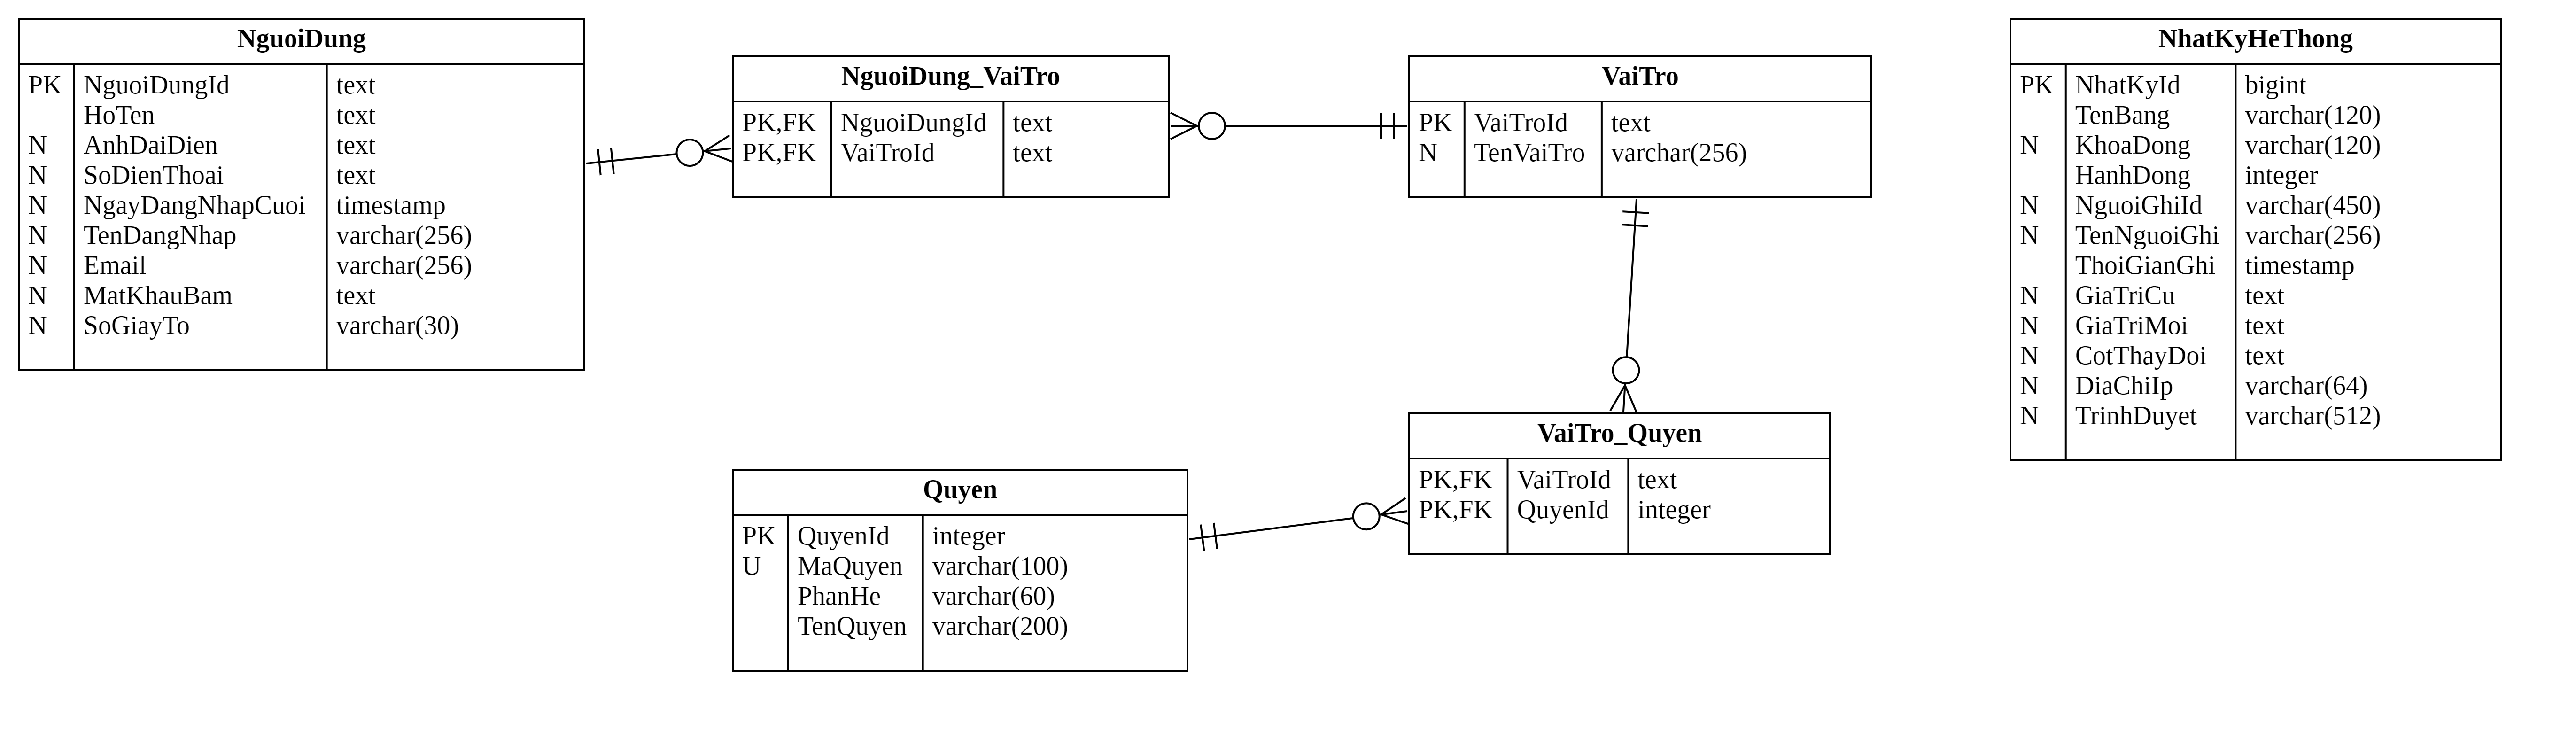 NguoiDung
PK NguoiDungId text
HoTen text
N AnhDaiDien text
N SoDienThoai text
N NgayDangNhapCuoi timestamp
N TenDangNhap varchar(256)
N Email varchar(256)
N MatKhauBam text
N SoGiayTo varchar(30)
NguoiDung_VaiTro
PK,FK NguoiDungId text
PK,FK VaiTroId text
VaiTro
PK VaiTroId text
N TenVaiTro varchar(256)
NhatKyHeThong
PK NhatKyId bigint
TenBang varchar(120)
N KhoaDong varchar(120)
HanhDong integer
N NguoiGhiId varchar(450)
N TenNguoiGhi varchar(256)
ThoiGianGhi timestamp
N GiaTriCu text
N GiaTriMoi text
N CotThayDoi text
N DiaChiIp varchar(64)
N TrinhDuyet varchar(512)
Quyen
PK QuyenId integer
U MaQuyen varchar(100)
PhanHe varchar(60)
TenQuyen varchar(200)
VaiTro_Quyen
PK,FK VaiTroId text
PK,FK QuyenId integer